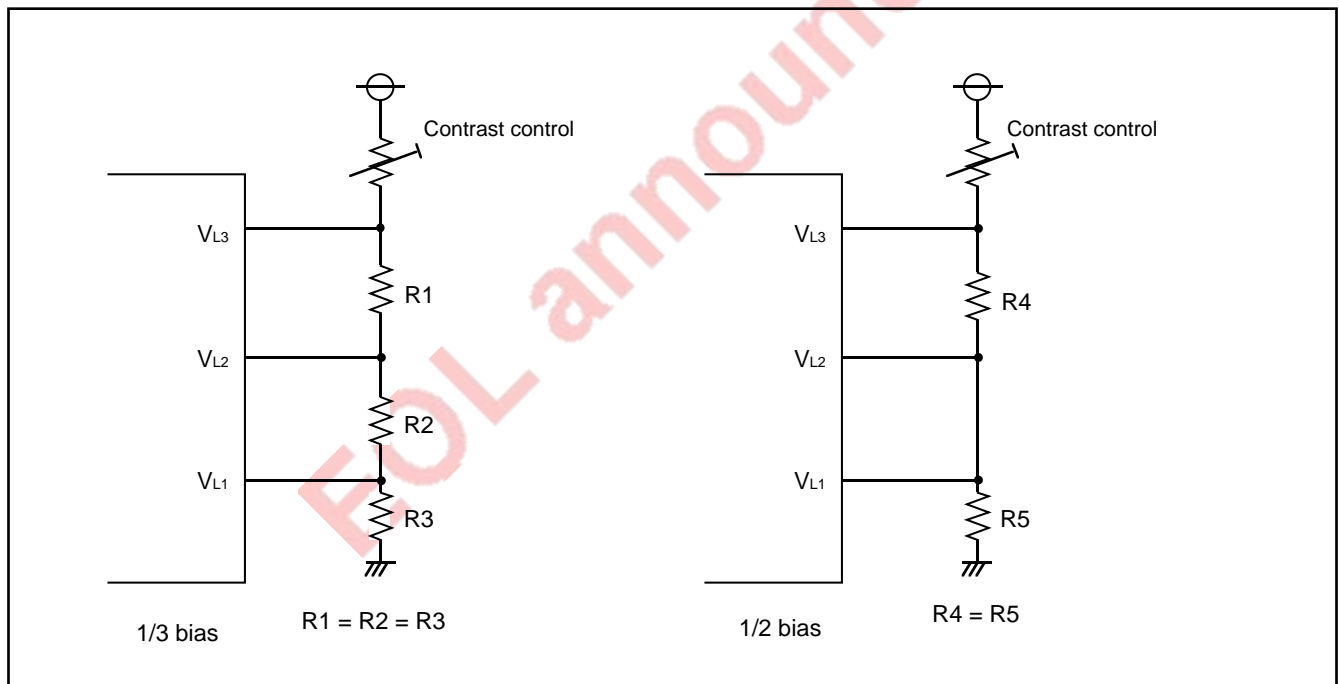 EOL announ
Contrast control
VL3
R1
VL2
R2
VL1
R3
1/3 bias
R1 = R2 = R3
Contrast control
VL3
R4
VL2
VL1
R5
1/2 bias
R4 = R5